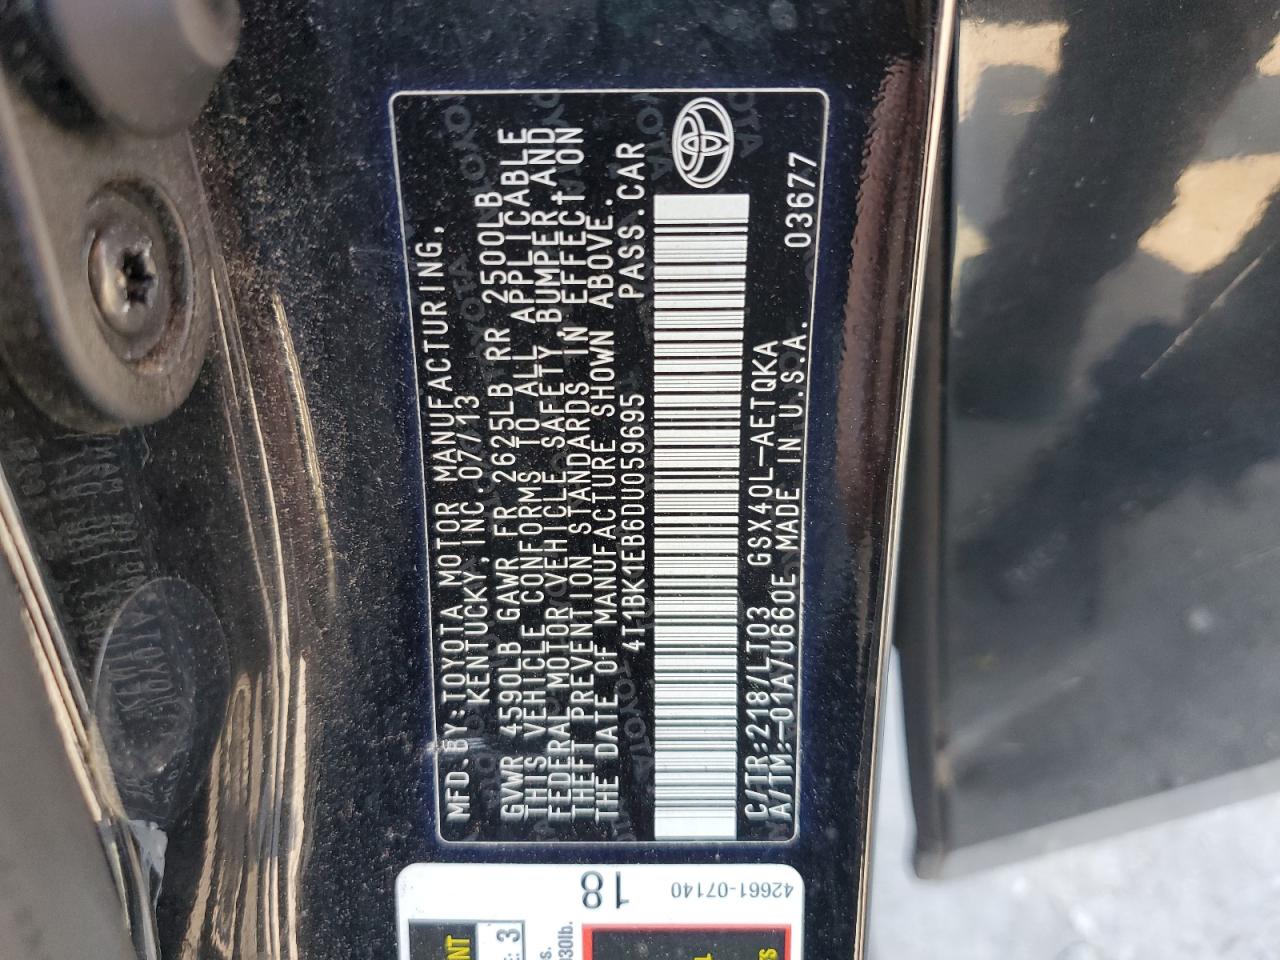 MFD. BY: TOYOTA MOTOR MANUFACTURING,
KENTUCKY, INC. 07/13
GVWR 4590LB GAWR FR 2625LB RR 2500LB
THIS VEHICLE CONFORMS TO ALL APPLICABLE
FEDERAL MOTOR VEHICLE SAFETY, BUMPER AND
THEFT PREVENTION STANDARDS IN EFFECT ON
THE DATE OF MANUFACTURE SHOWN ABOVE.
4T1BK1EB6DU059695 PASS. CAR
C/TR:218/LT03 GSX40L-AETQKA
A/TM:-01A/U660E MADE IN U.S.A. 03677
42661-07140
18